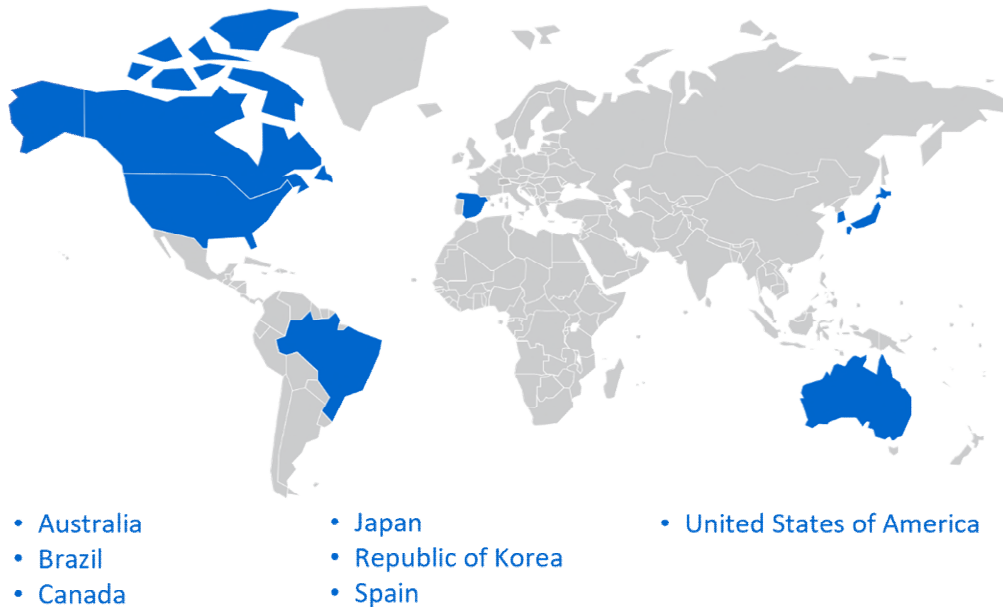 • Australia
• Brazil
• Canada
• Japan
• Republic of Korea
• Spain
• United States of America